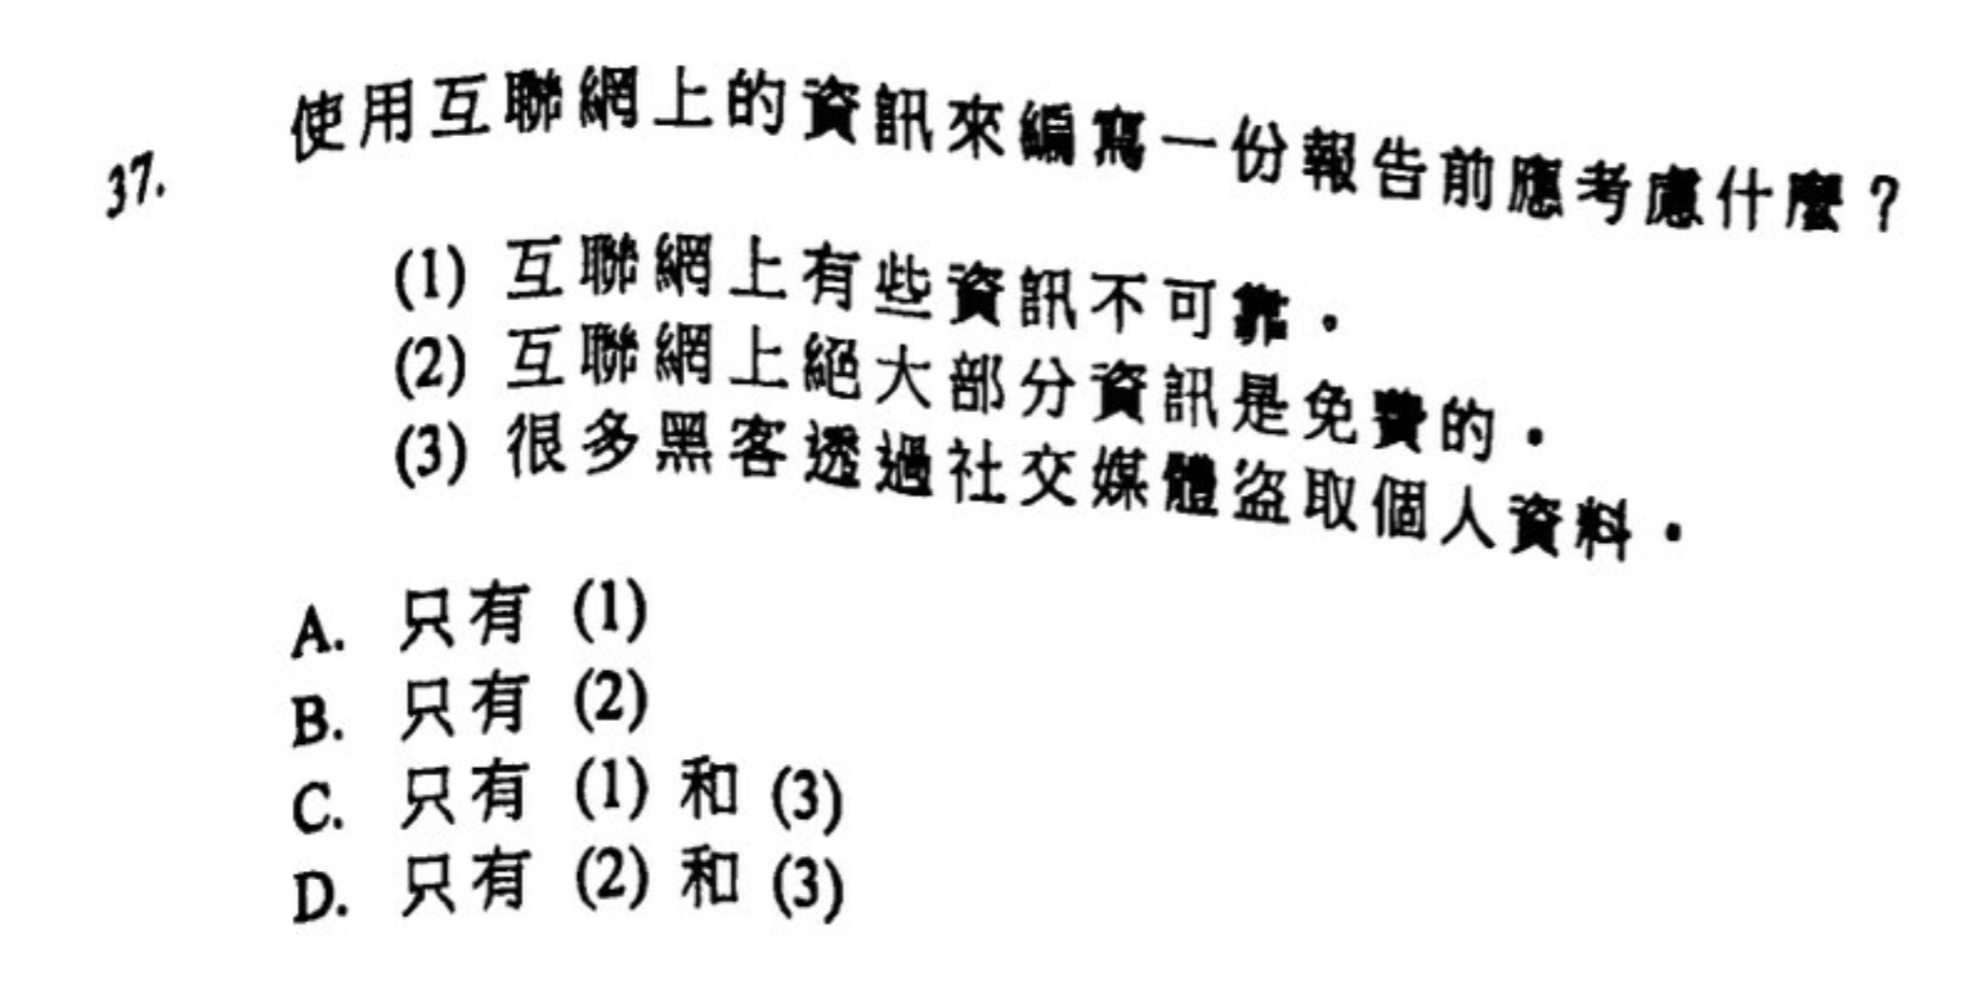 37. 使用互聯網上的資訊來編寫一份報告前應考慮什麼？
(1) 互聯網上有些資訊不可靠。
(2) 互聯網上絕大部分資訊是免費的。
(3) 很多黑客透過社交媒體盜取個人資料。
A. 只有 (1)
B. 只有 (2)
C. 只有 (1) 和 (3)
D. 只有 (2) 和 (3)